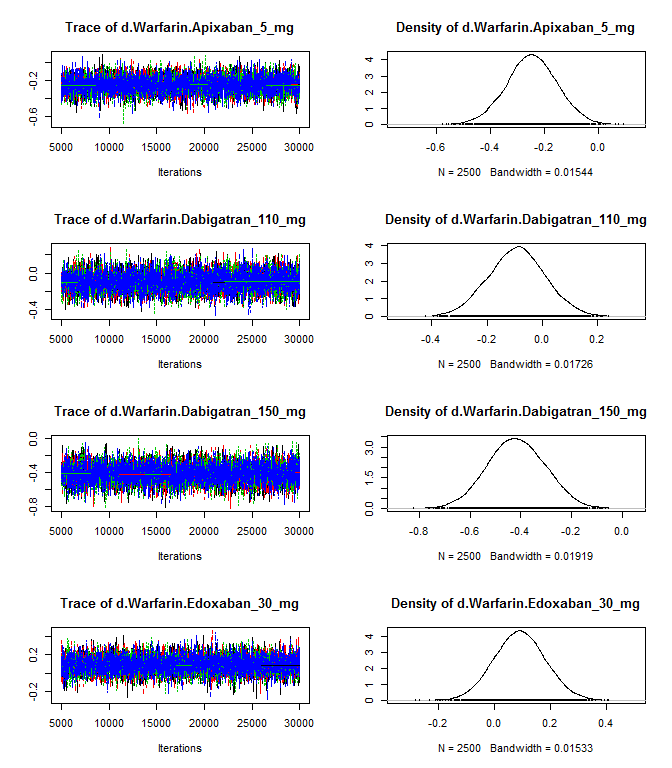 Trace of d.Warfarin.Apixaban_5_mg
Density of d.Warfarin.Apixaban_5_mg
-0.6 -0.2
5000 10000 15000 20000 25000 30000
Iterations
0 1 2 3 4
-0.6 -0.4 -0.2 0.0
N = 2500 Bandwidth = 0.01544
Trace of d.Warfarin.Dabigatran_110_mg
Density of d.Warfarin.Dabigatran_110_mg
-0.4 0.0
5000 10000 15000 20000 25000 30000
Iterations
0 1 2 3 4
-0.4 -0.2 0.0 0.2
N = 2500 Bandwidth = 0.01726
Trace of d.Warfarin.Dabigatran_150_mg
Density of d.Warfarin.Dabigatran_150_mg
-0.8 -0.4 0.0
5000 10000 15000 20000 25000 30000
Iterations
0.0 1.5 3.0
-0.8 -0.6 -0.4 -0.2 0.0
N = 2500 Bandwidth = 0.01919
Trace of d.Warfarin.Edoxaban_30_mg
Density of d.Warfarin.Edoxaban_30_mg
-0.2 0.2
5000 10000 15000 20000 25000 30000
Iterations
0 1 2 3 4
-0.2 0.0 0.2 0.4
N = 2500 Bandwidth = 0.01533